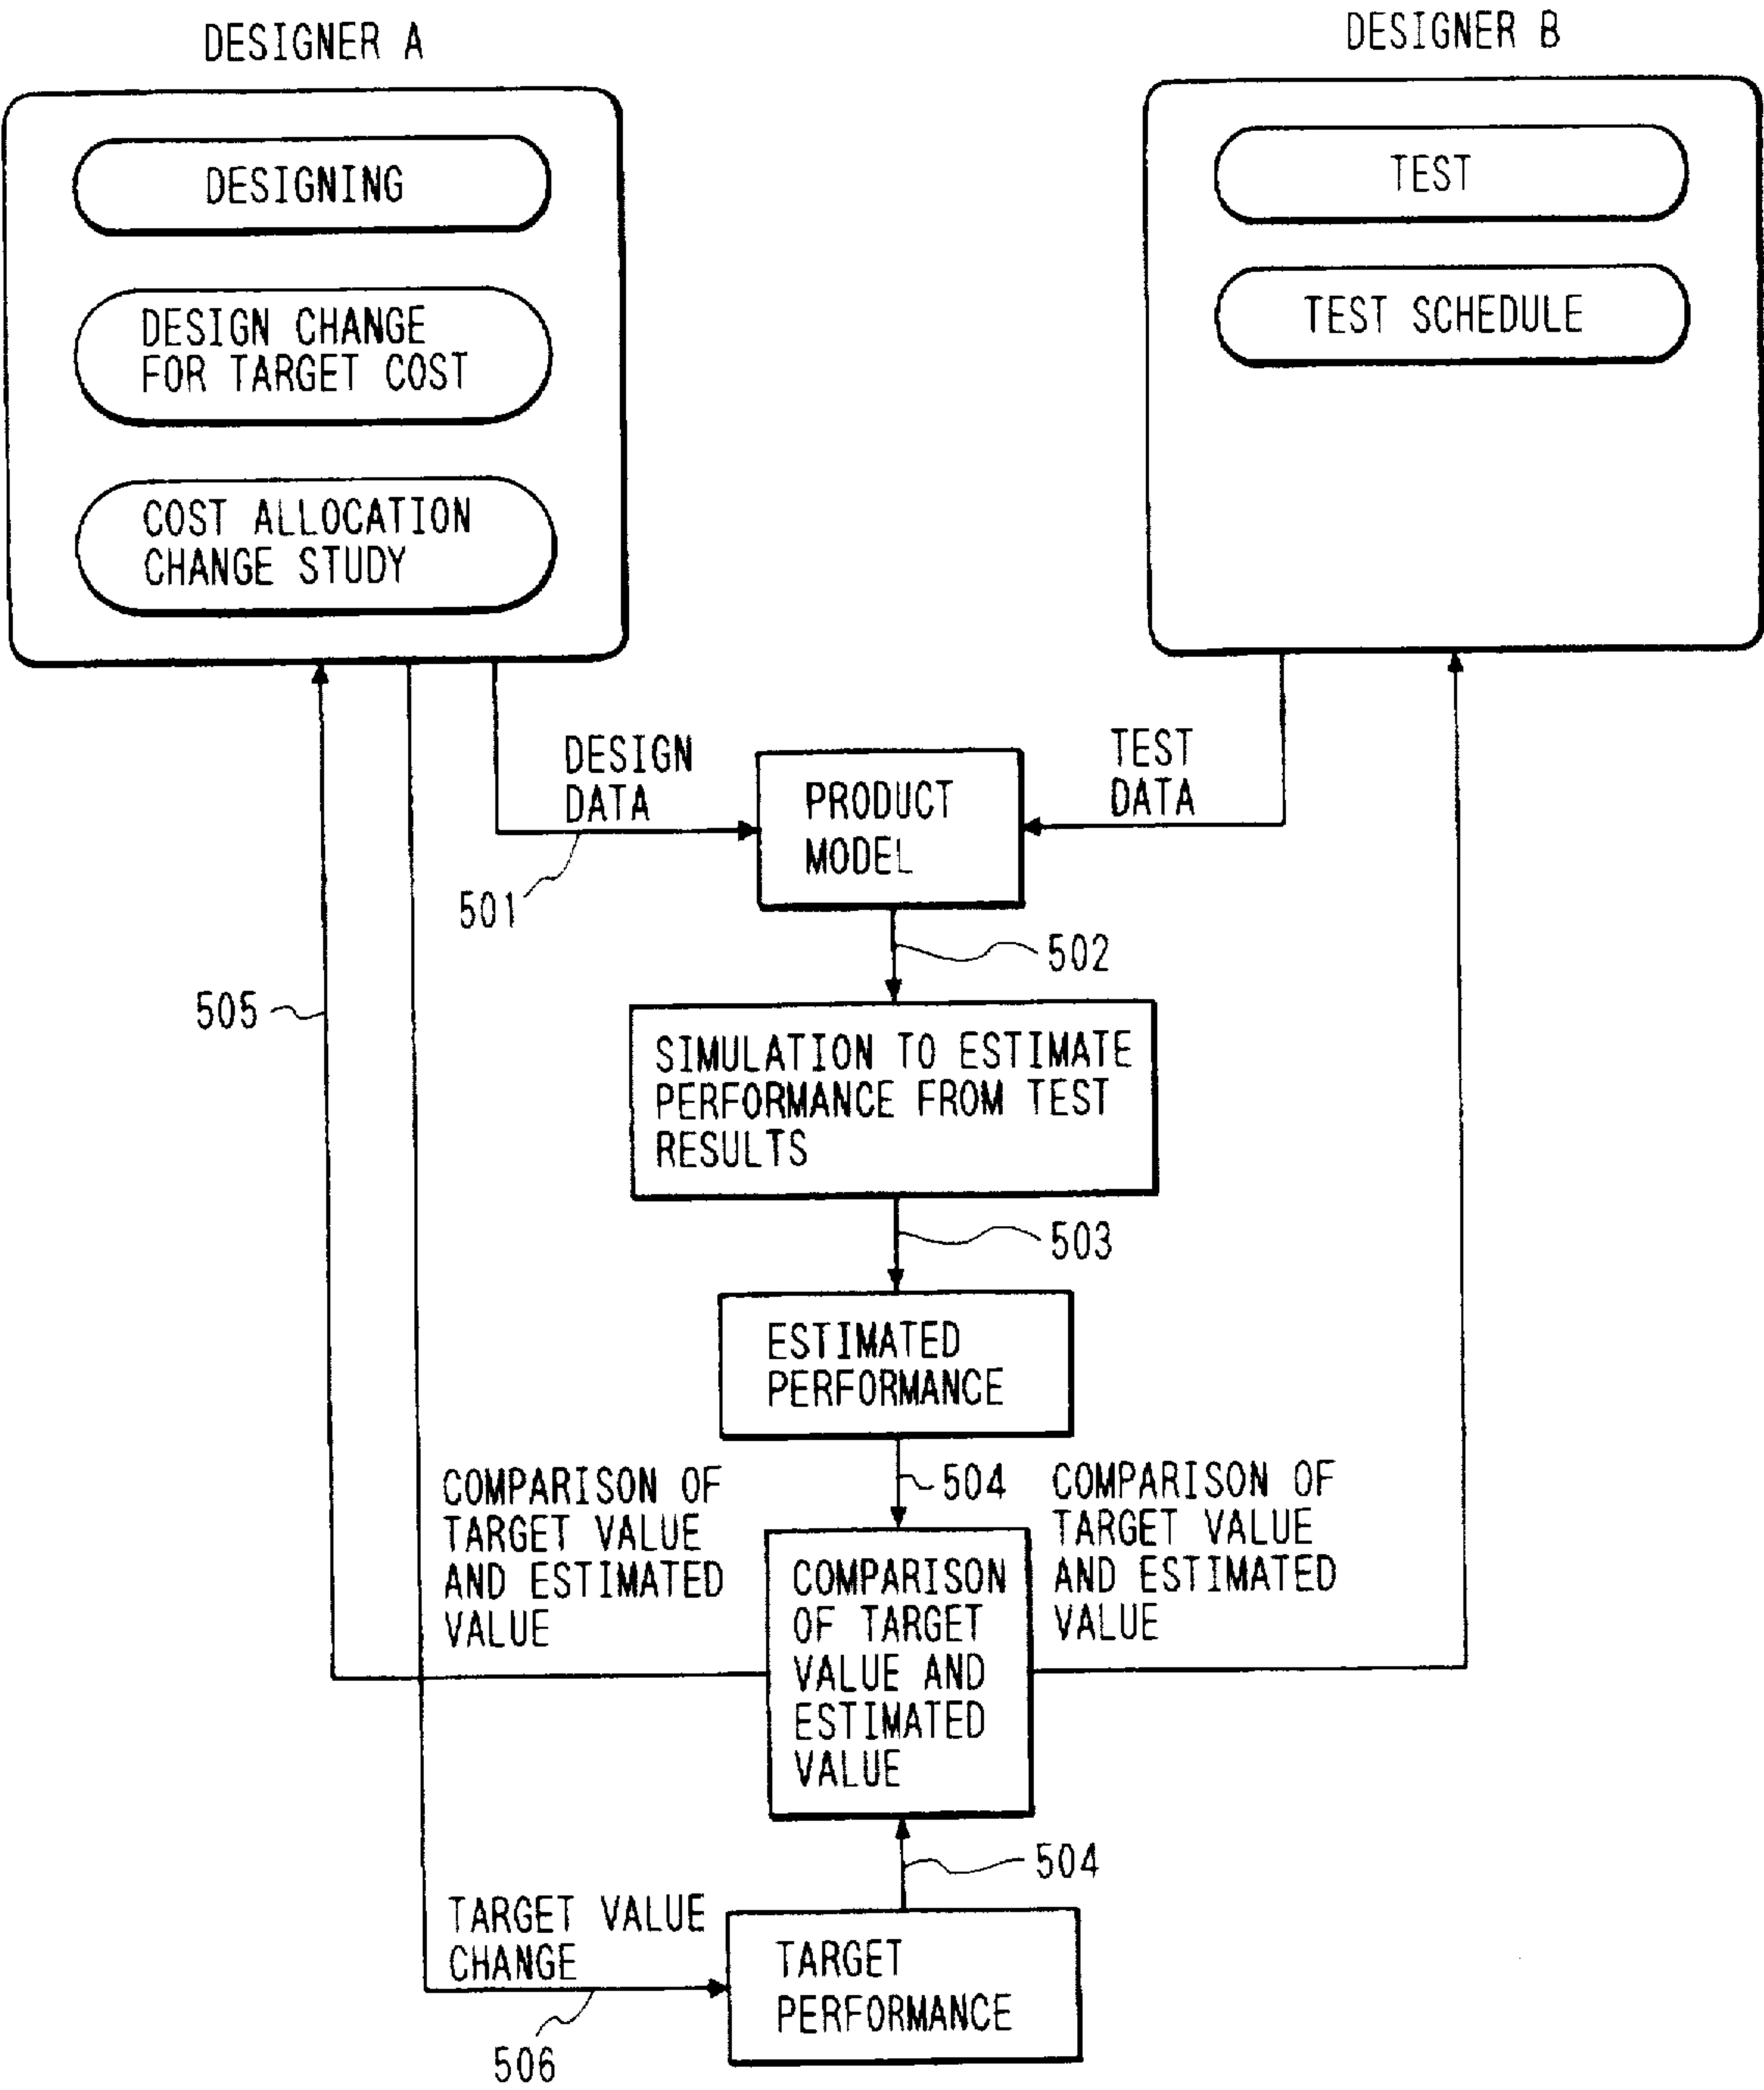 DESIGNER A
DESIGNER B
DESIGNING
DESIGN CHANGE
FOR TARGET COST
COST ALLOCATION
CHANGE STUDY
TEST
TEST SCHEDULE
DESIGN
DATA
501
PRODUCT
MODEL
TEST
DATA
502
505
SIMULATION TO ESTIMATE
PERFORMANCE FROM TEST
RESULTS
503
ESTIMATED
PERFORMANCE
504
COMPARISON OF
TARGET VALUE
AND ESTIMATED
VALUE
COMPARISON
OF TARGET
VALUE AND
ESTIMATED
VALUE
COMPARISON OF
TARGET VALUE
AND ESTIMATED
VALUE
504
TARGET VALUE
CHANGE
506
TARGET
PERFORMANCE